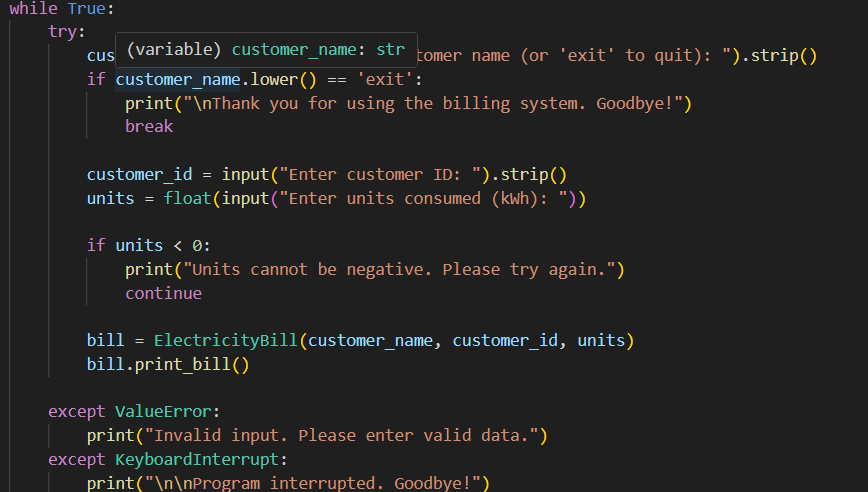 while True:
try:
cus (variable) customer_name: str tomer name (or 'exit' to quit): ").strip()
if customer_name.lower() == 'exit':
print("\nThank you for using the billing system. Goodbye!")
break
customer_id = input("Enter customer ID: ").strip()
units = float(input("Enter units consumed (kWh): "))
if units < 0:
print("Units cannot be negative. Please try again.")
continue
bill = ElectricityBill(customer_name, customer_id, units)
bill.print_bill()
except ValueError:
print("Invalid input. Please enter valid data.")
except KeyboardInterrupt:
print("\n\nProgram interrupted. Goodbye!")